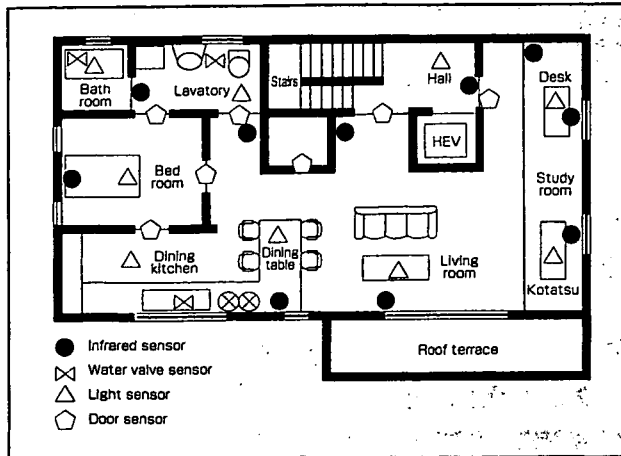 Bath
room
Lavatory
Stairs
Hall
Desk
HEV
Bed
room
Study
room
Dining
kitchen
Dining
table
Living
room
Kotatsu
Roof terrace
Infrared sensor
Water valve sensor
Light sensor
Door sensor